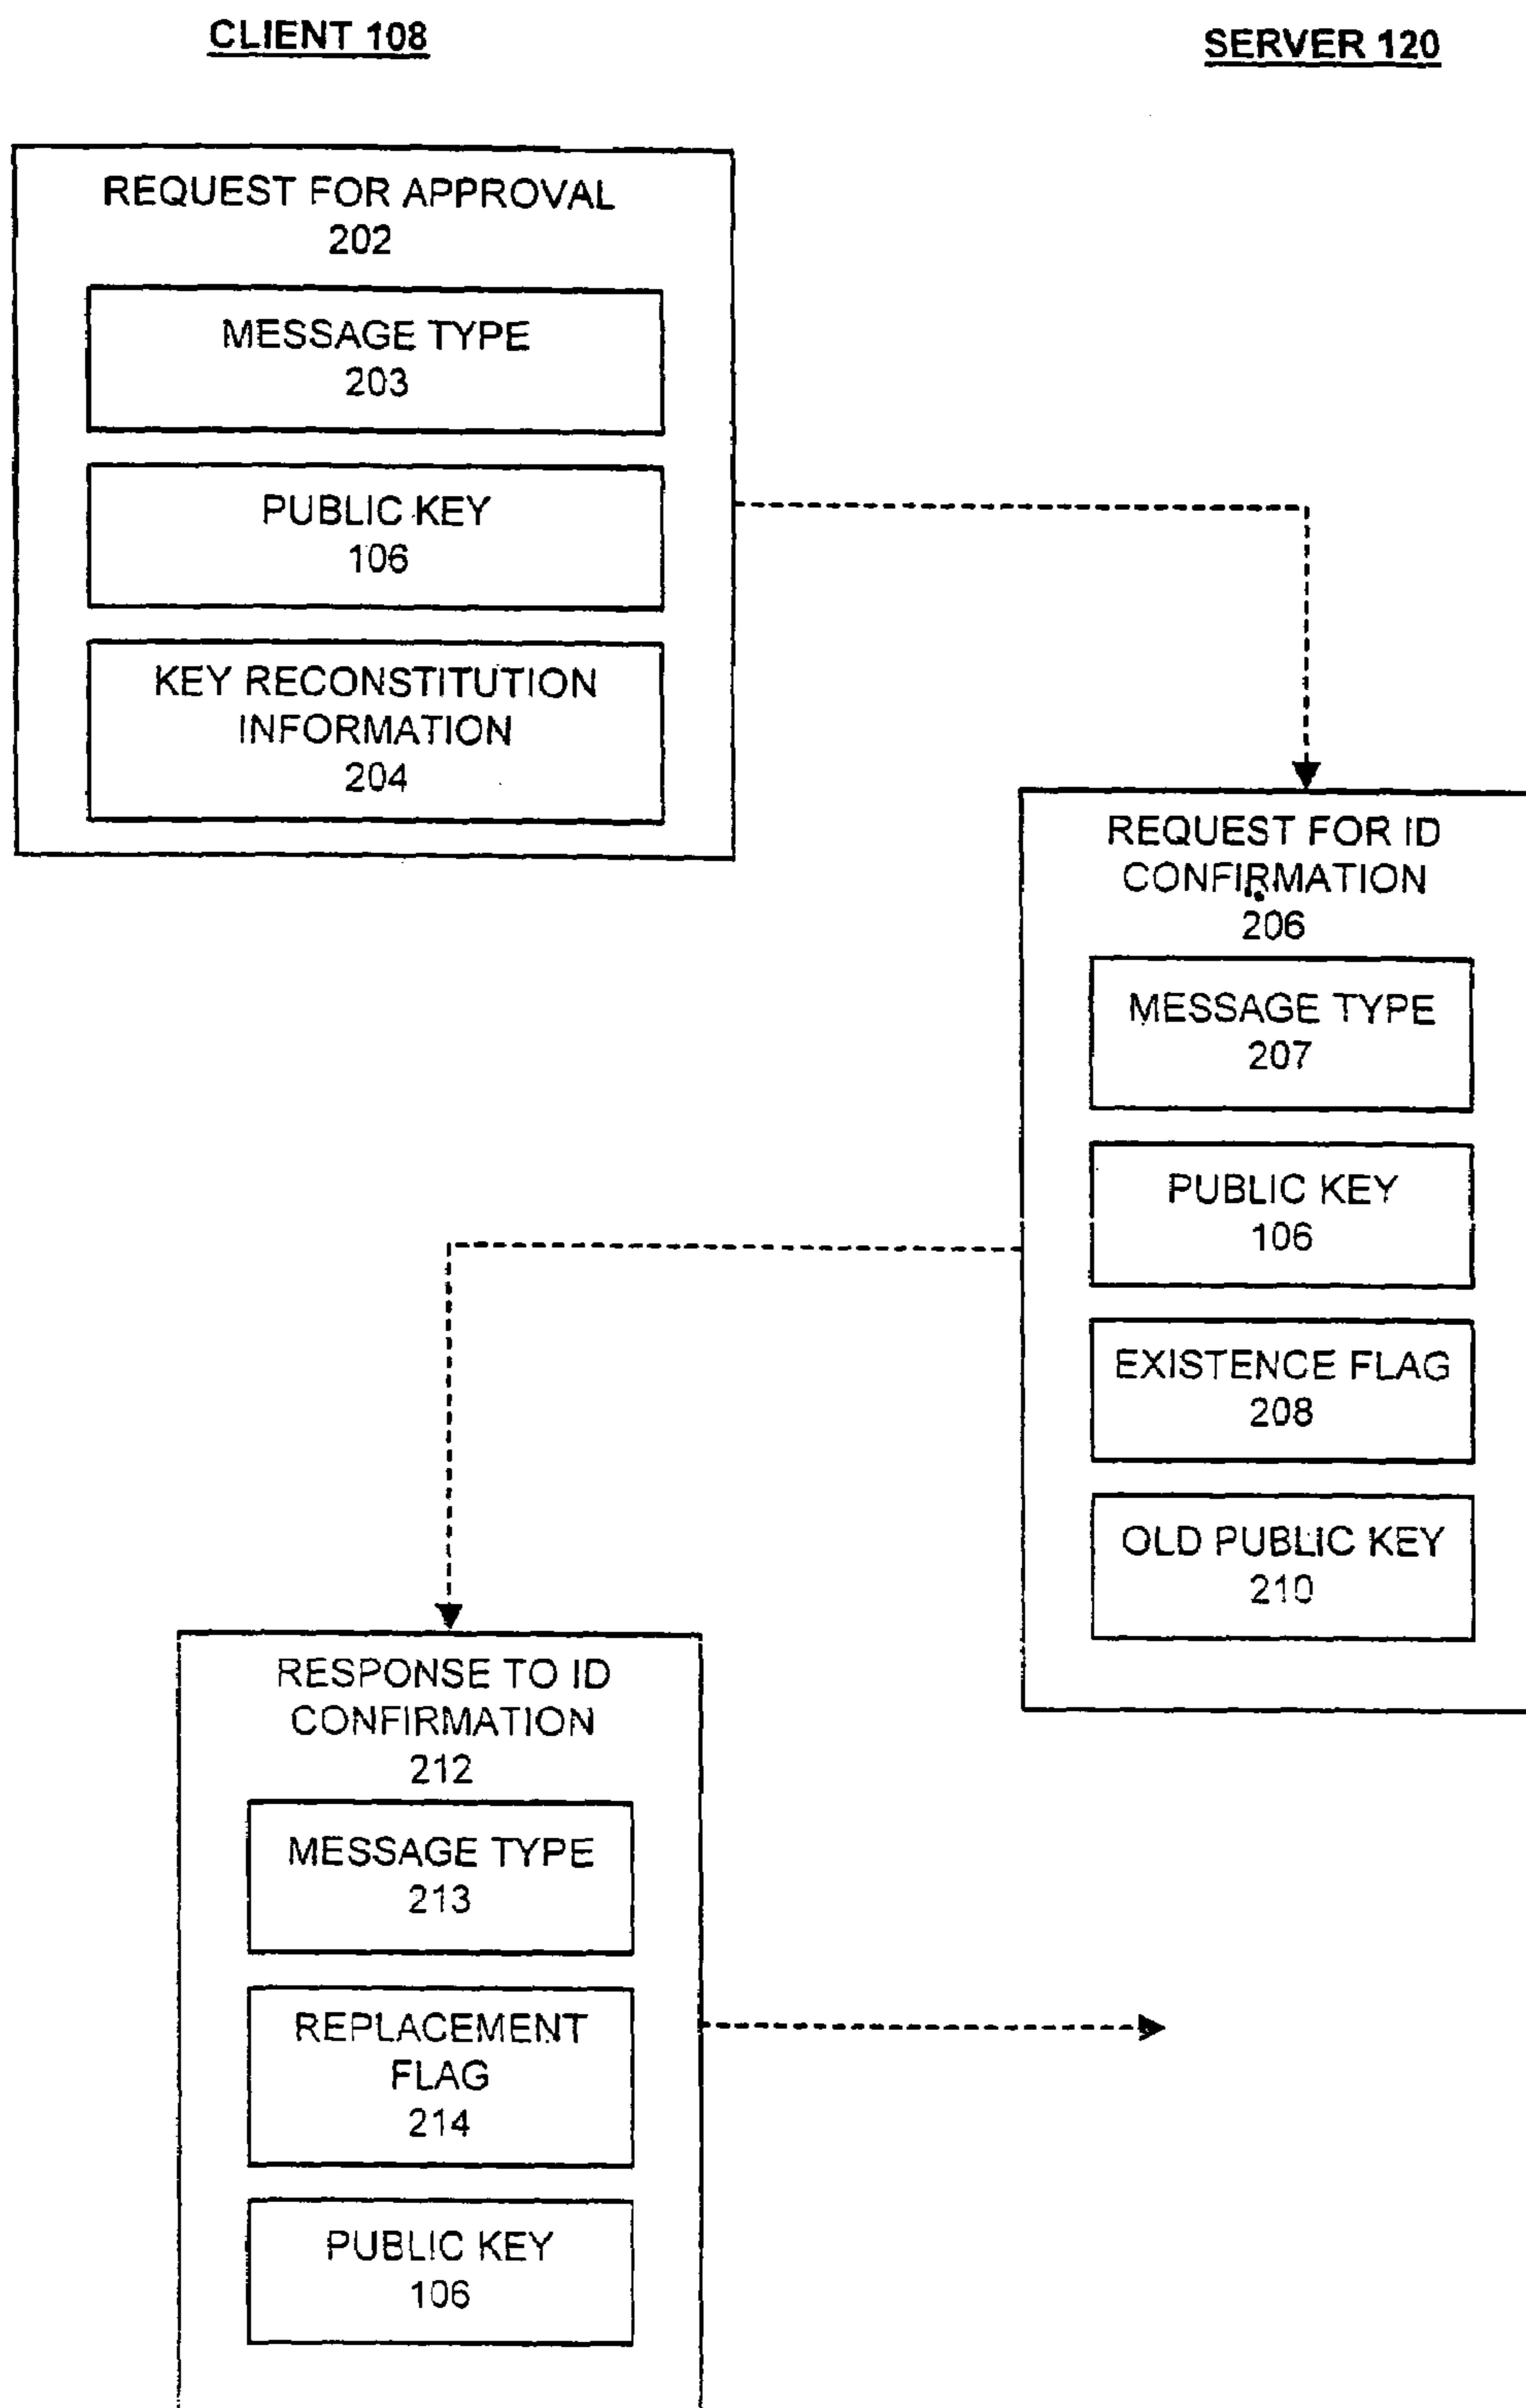 CLIENT 108
SERVER 120
REQUEST FOR APPROVAL
202
MESSAGE TYPE
203
PUBLIC KEY
106
KEY RECONSTITUTION
INFORMATION
204
REQUEST FOR ID
CONFIRMATION
206
MESSAGE TYPE
207
PUBLIC KEY
106
EXISTENCE FLAG
208
OLD PUBLIC KEY
210
RESPONSE TO ID
CONFIRMATION
212
MESSAGE TYPE
213
REPLACEMENT
FLAG
214
PUBLIC KEY
106